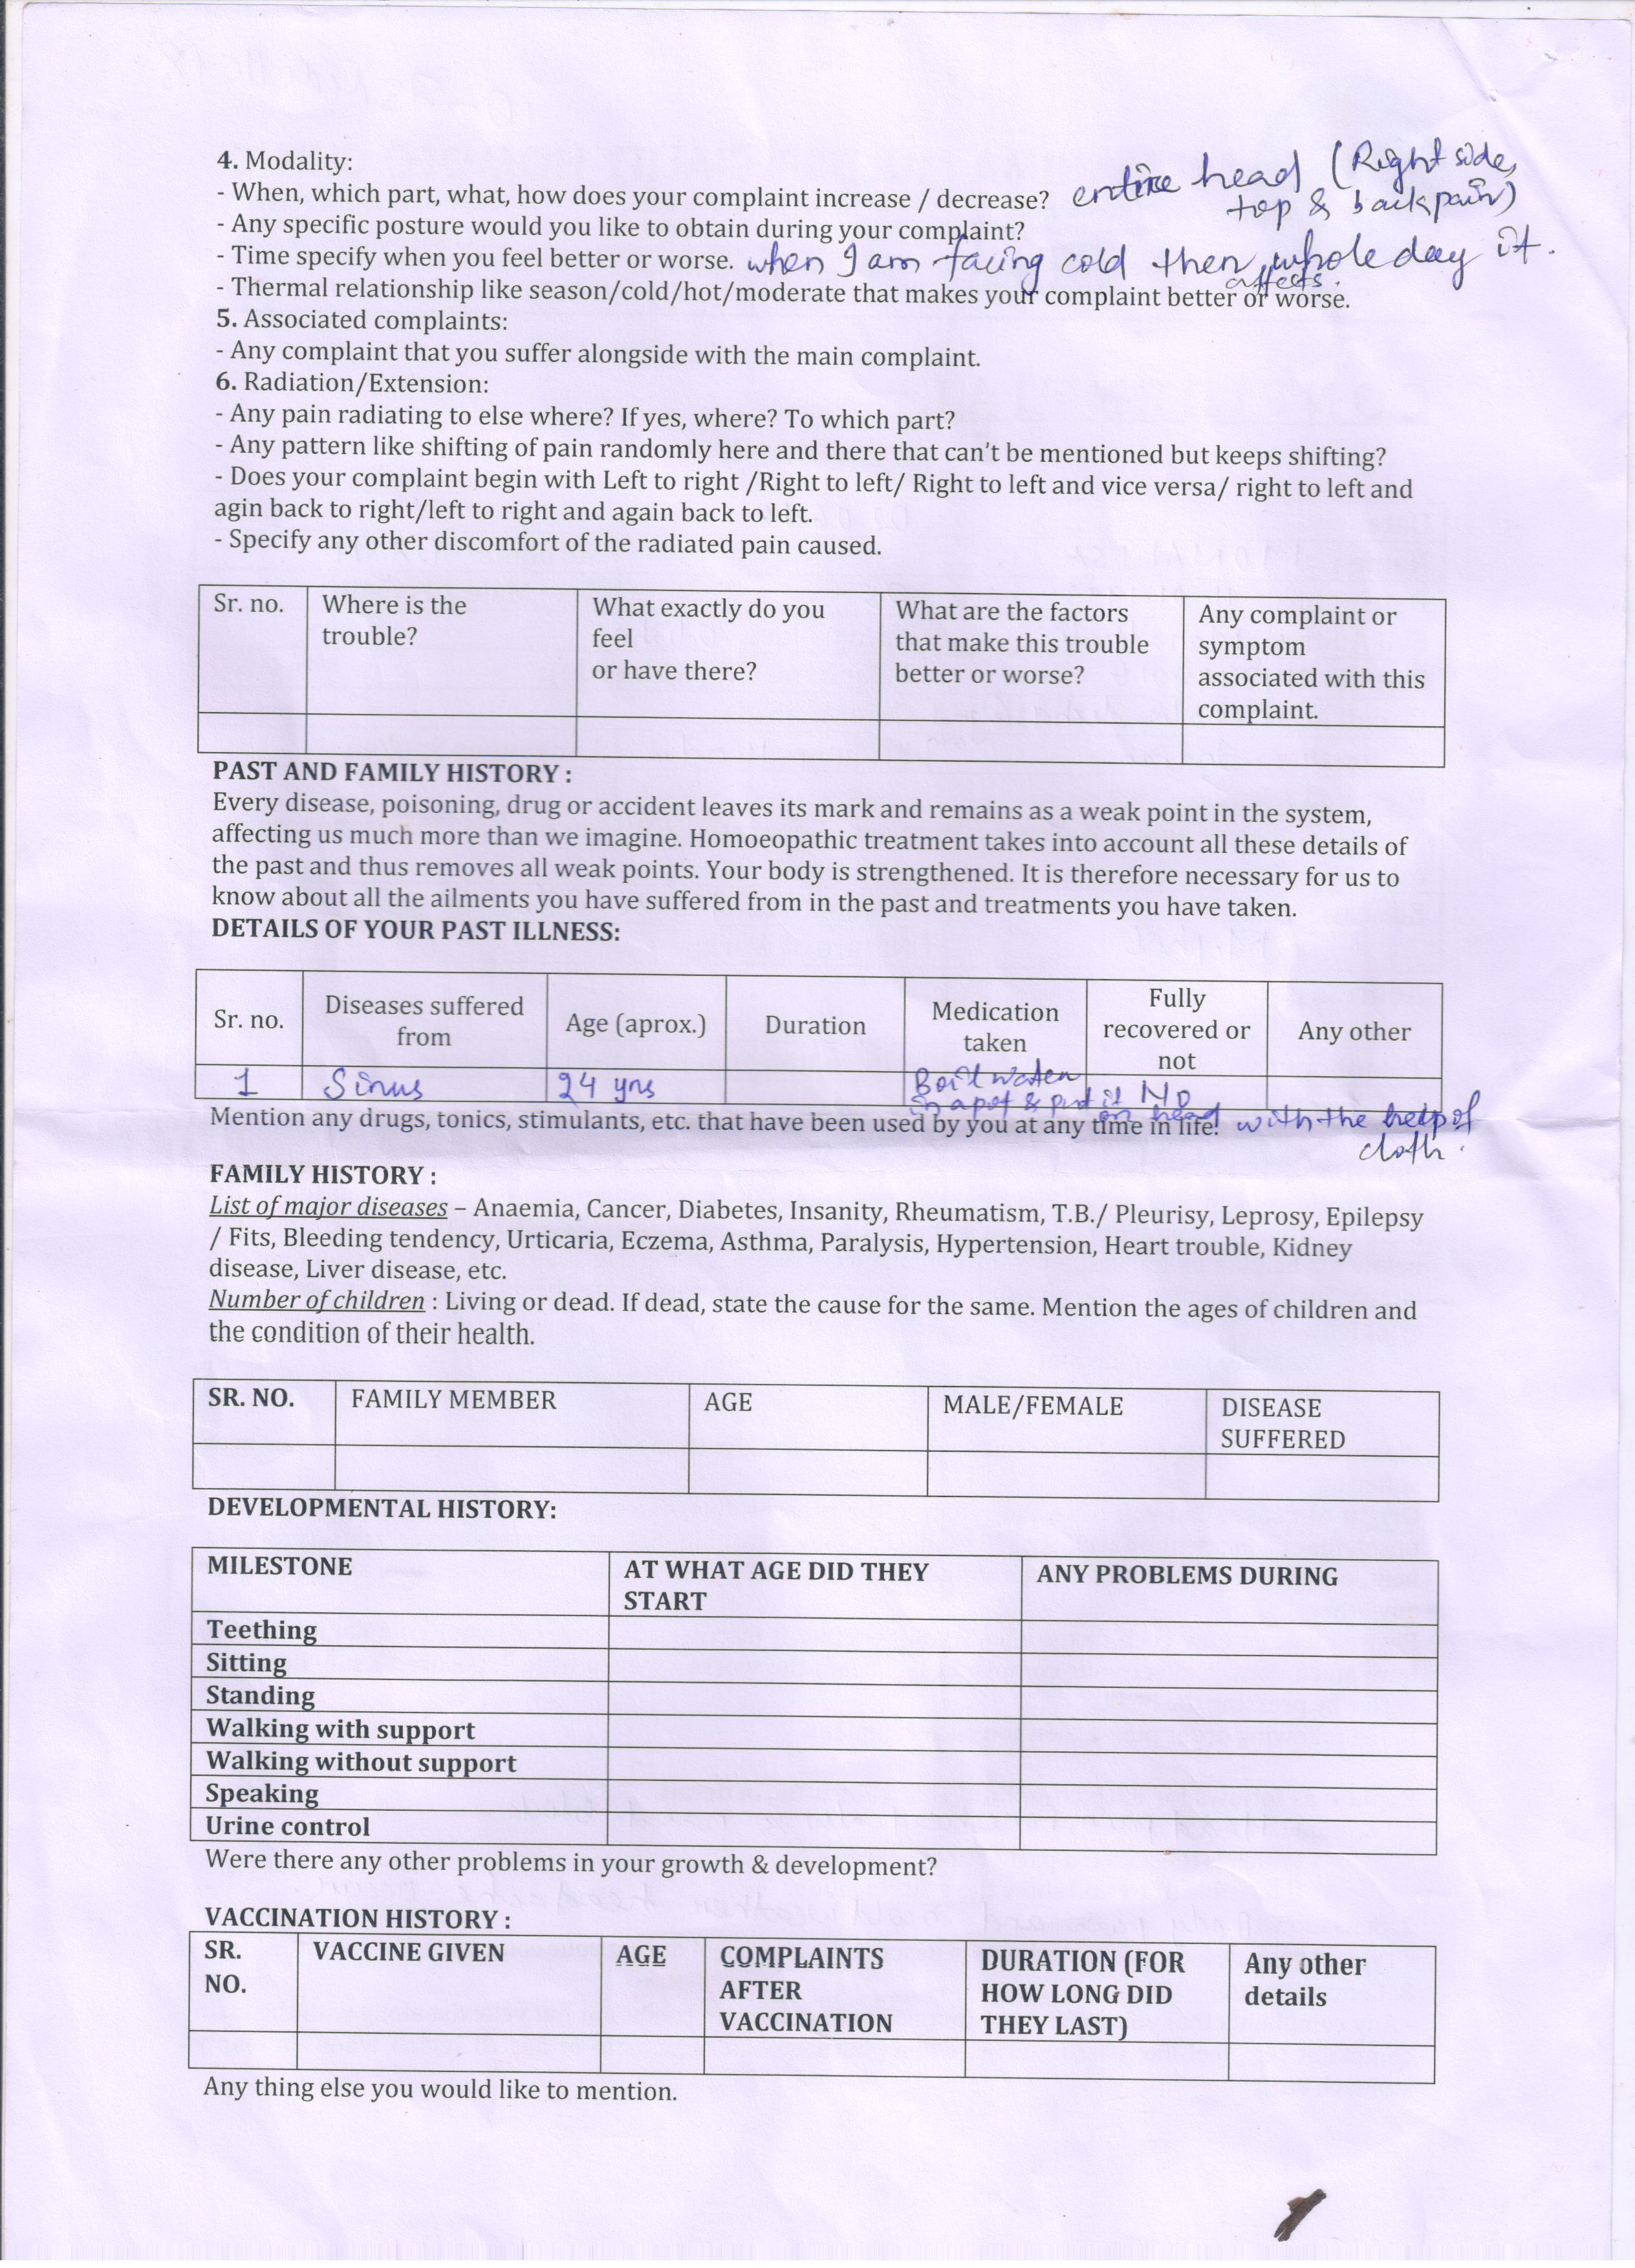 4. Modality:
- When, which part, what, how does your complaint increase / decrease? entire head (Right side,
top & back pain)
- Any specific posture would you like to obtain during your complaint?
- Time specify when you feel better or worse. when I am facing cold then whole day it.
affects.
- Thermal relationship like season/cold/hot/moderate that makes your complaint better or worse.
5. Associated complaints:
- Any complaint that you suffer alongside with the main complaint.
6. Radiation/Extension:
- Any pain radiating to else where? If yes, where? To which part?
- Any pattern like shifting of pain randomly here and there that can't be mentioned but keeps shifting?
- Does your complaint begin with Left to right /Right to left/ Right to left and vice versa/ right to left and
agin back to right/left to right and again back to left.
- Specify any other discomfort of the radiated pain caused.
Sr. no. Where is the trouble? What exactly do you feel or have there? What are the factors that make this trouble better or worse? Any complaint or symptom associated with this complaint.
PAST AND FAMILY HISTORY :
Every disease, poisoning, drug or accident leaves its mark and remains as a weak point in the system,
affecting us much more than we imagine. Homoeopathic treatment takes into account all these details of
the past and thus removes all weak points. Your body is strengthened. It is therefore necessary for us to
know about all the ailments you have suffered from in the past and treatments you have taken.
DETAILS OF YOUR PAST ILLNESS:
Sr. no. Diseases suffered from Age (aprox.) Duration Medication taken Fully recovered or not Any other
1 Sinus 24 yrs Boil water in a pot & put it on head with the help of cloth. NO
Mention any drugs, tonics, stimulants, etc. that have been used by you at any time in life.
FAMILY HISTORY :
List of major diseases – Anaemia, Cancer, Diabetes, Insanity, Rheumatism, T.B./ Pleurisy, Leprosy, Epilepsy
/ Fits, Bleeding tendency, Urticaria, Eczema, Asthma, Paralysis, Hypertension, Heart trouble, Kidney
disease, Liver disease, etc.
Number of children : Living or dead. If dead, state the cause for the same. Mention the ages of children and
the condition of their health.
SR. NO. FAMILY MEMBER AGE MALE/FEMALE DISEASE SUFFERED
DEVELOPMENTAL HISTORY:
MILESTONE AT WHAT AGE DID THEY START ANY PROBLEMS DURING
Teething
Sitting
Standing
Walking with support
Walking without support
Speaking
Urine control
Were there any other problems in your growth & development?
VACCINATION HISTORY :
SR. NO. VACCINE GIVEN AGE COMPLAINTS AFTER VACCINATION DURATION (FOR HOW LONG DID THEY LAST) Any other details
Any thing else you would like to mention.